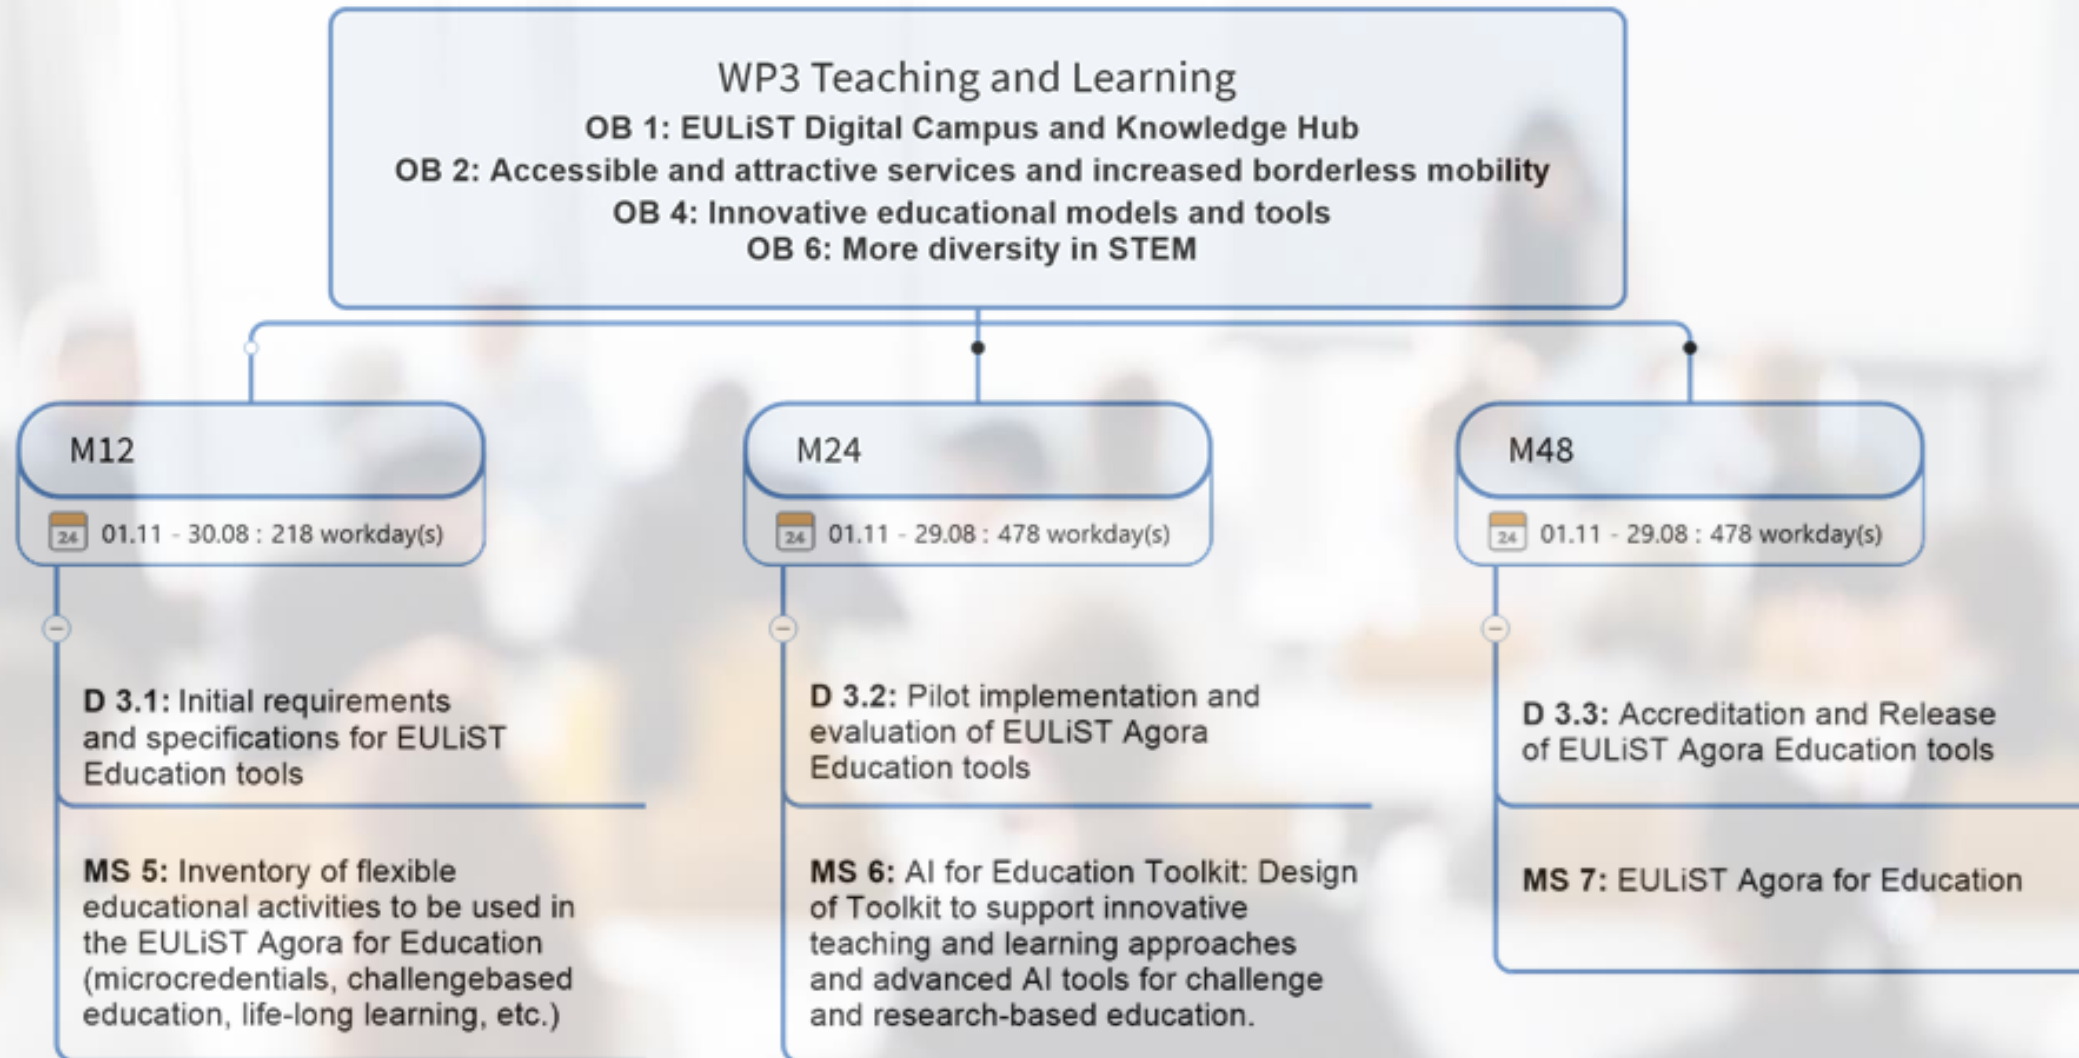 WP3 Teaching and Learning
OB 1: EULiST Digital Campus and Knowledge Hub
OB 2: Accessible and attractive services and increased borderless mobility
OB 4: Innovative educational models and tools
OB 6: More diversity in STEM
M12
24 01.11 - 30.08 : 218 workday(s)
D 3.1: Initial requirements
and specifications for EULiST
Education tools
MS 5: Inventory of flexible
educational activities to be used in
the EULiST Agora for Education
(microcredentials, challengebased
education, life-long learning, etc.)
M24
24 01.11 - 29.08 : 478 workday(s)
D 3.2: Pilot implementation and
evaluation of EULiST Agora
Education tools
MS 6: AI for Education Toolkit: Design
of Toolkit to support innovative
teaching and learning approaches
and advanced AI tools for challenge
and research-based education.
M48
24 01.11 - 29.08 : 478 workday(s)
D 3.3: Accreditation and Release
of EULiST Agora Education tools
MS 7: EULiST Agora for Education